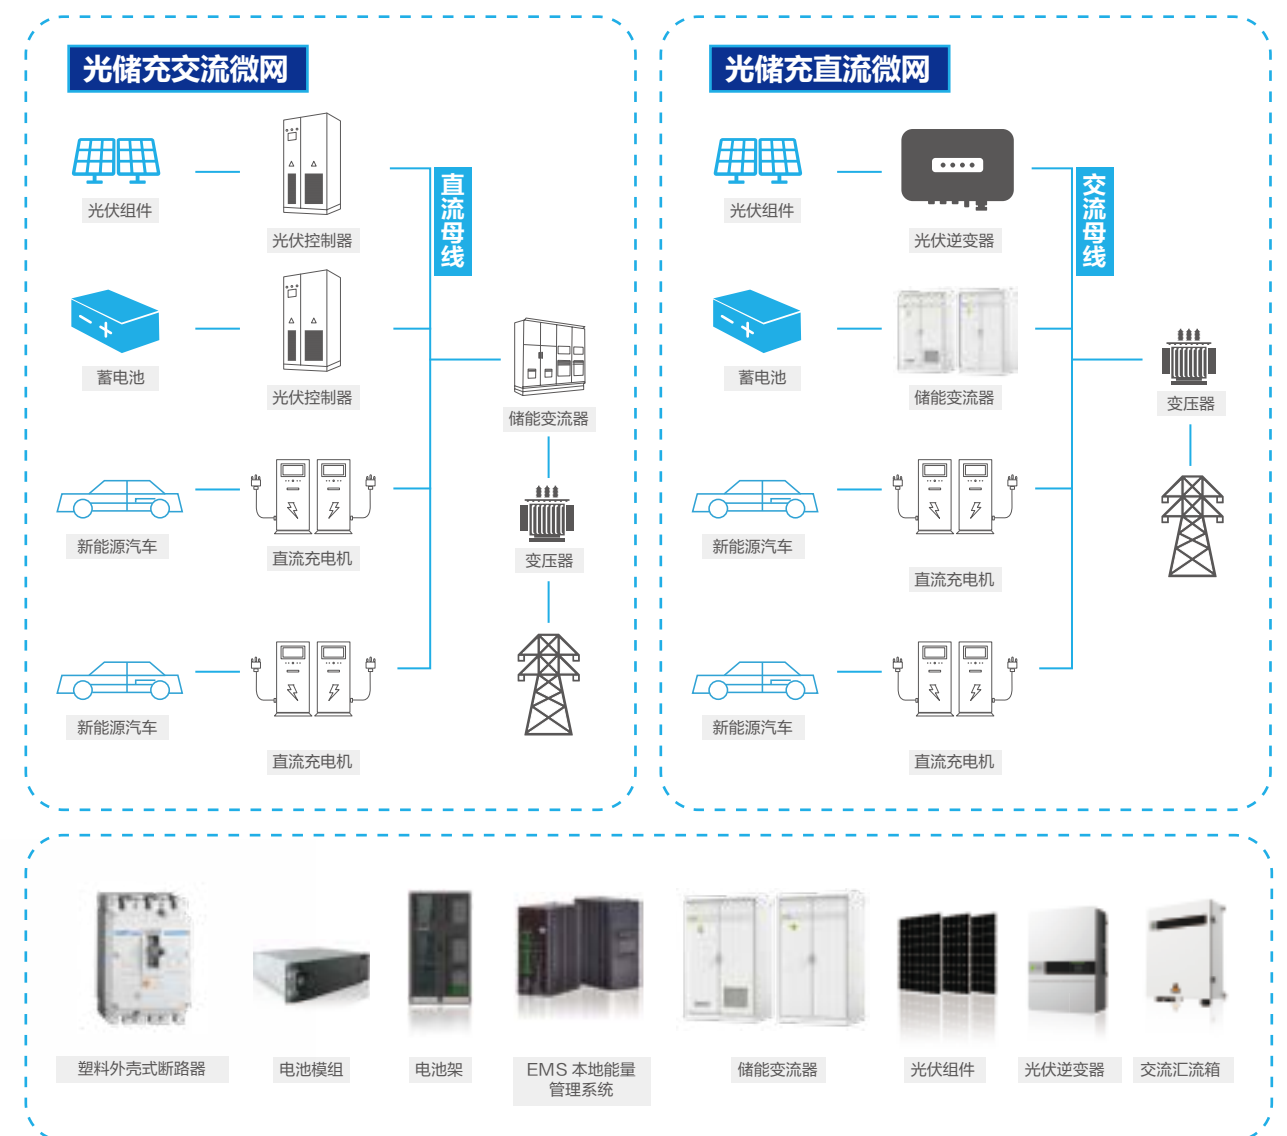 光储充交流微网
光伏组件
光伏控制器
直流母线
蓄电池
光伏控制器
储能变流器
新能源汽车
直流充电机
变压器
新能源汽车
直流充电机
光储充直流微网
光伏组件
光伏逆变器
交流母线
蓄电池
储能变流器
变压器
新能源汽车
直流充电机
新能源汽车
直流充电机
塑料外壳式断路器
电池模组
电池架
EMS 本地能量
管理系统
储能变流器
光伏组件
光伏逆变器
交流汇流箱